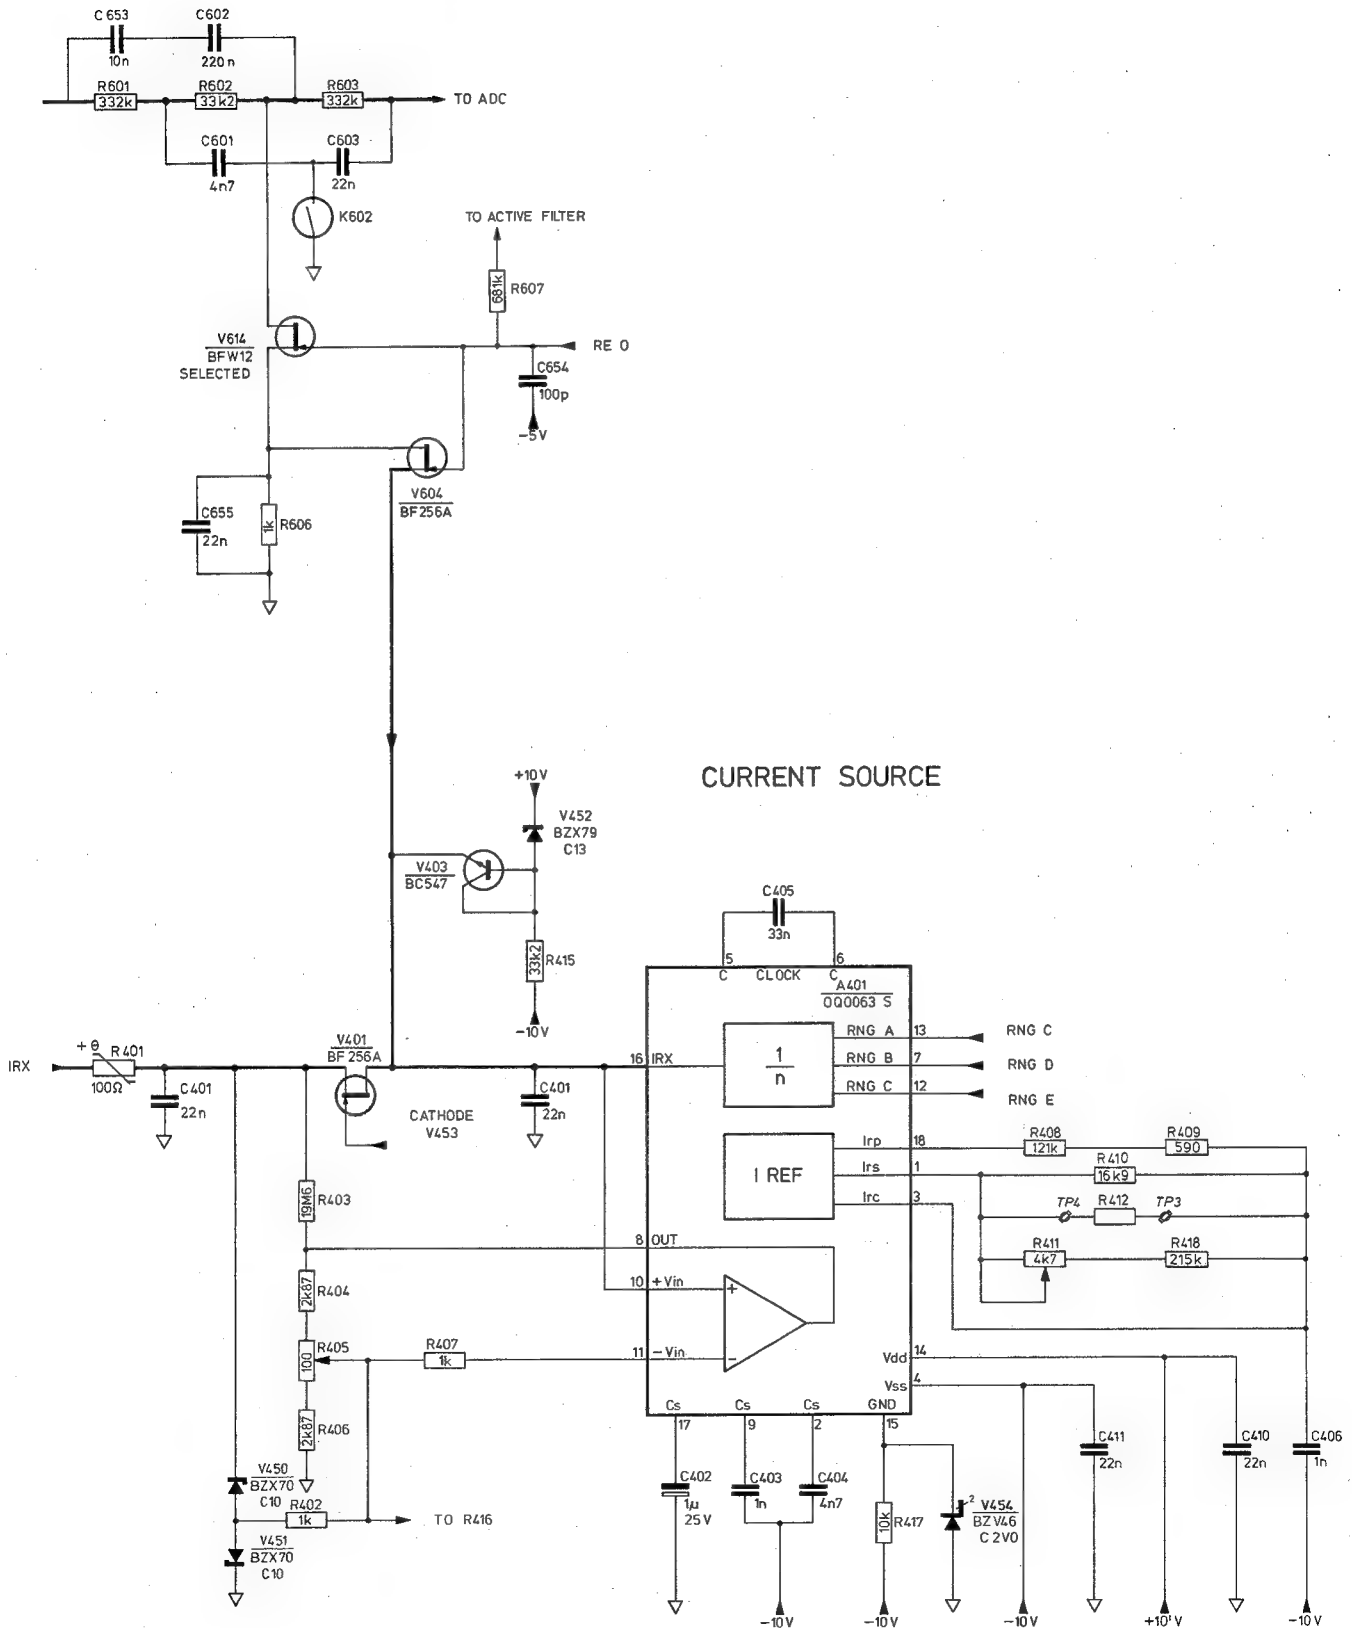 C 653
C602
10n
220n
R601
R602
R603
332k
33k2
332k
TO ADC
C601
C603
4n7
22n
K602
TO ACTIVE FILTER
681k
R607
V614
BFW12
SELECTED
RE 0
C654
100p
-5V
V604
BF256A
C655
22n
1k
R606
CURRENT SOURCE
+10V
V452
BZX79
C13
V403
BC547
C405
33n
33k2
R415
-10V
5
6
C
CLOCK
C
A401
OQ0063 S
IRX
+ θ
R401
100Ω
C401
22n
V401
BF256A
CATHODE
V453
C401
22n
16
IRX
1
n
RNG A
13
RNG C
RNG B
7
RNG D
RNG C
12
RNG E
I REF
Irp
18
Irs
1
Irc
3
R408
121k
R409
590
R410
16k9
TP4
R412
TP3
R411
4k7
R418
215k
19M6
R403
8
OUT
10
+Vin
+
2k87
R404
100
R405
R407
1k
11
-Vin
-
Vdd
14
Vss
4
2k87
R406
Cs
Cs
Cs
GND
17
9
2
15
V450
BZX70
C10
R402
1k
TO R416
V451
BZX70
C10
C402
1µ
25V
C403
1n
C404
4n7
10k
R417
2
V454
BZV46
C2V0
C411
22n
C410
22n
C406
1n
-10V
-10V
-10V
+10'V
-10V